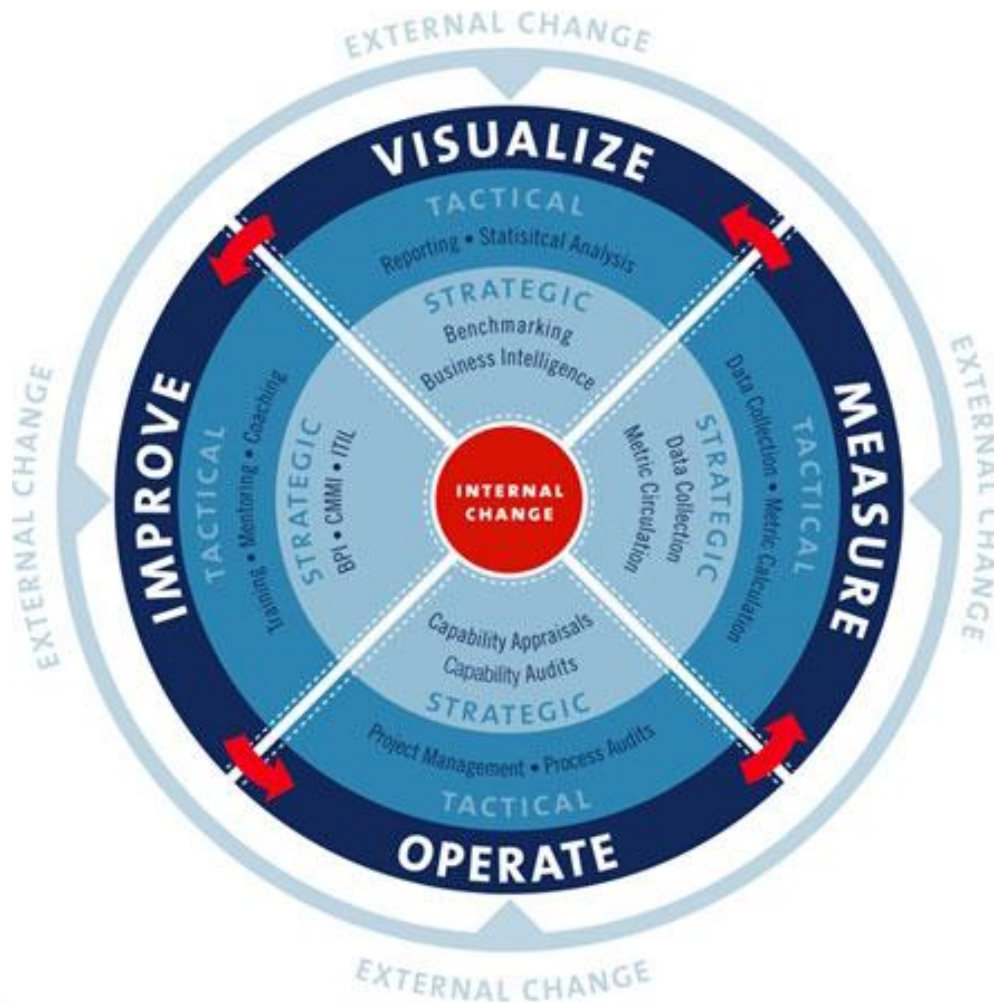 EXTERNAL CHANGE
VISUALIZE
TACTICAL
Reporting • Statisitcal Analysis
STRATEGIC
Benchmarking
Business Intelligence
EXTERNAL CHANGE
MEASURE
TACTICAL
Data Collection • Metric Calculation
STRATEGIC
Data Collection
Metric Circulation
INTERNAL
CHANGE
EXTERNAL CHANGE
IMPROVE
TACTICAL
Training • Mentoring • Coaching
STRATEGIC
BPI • CMMI • ITIL
Capability Appraisals
Capability Audits
STRATEGIC
Project Management • Process Audits
TACTICAL
OPERATE
EXTERNAL CHANGE